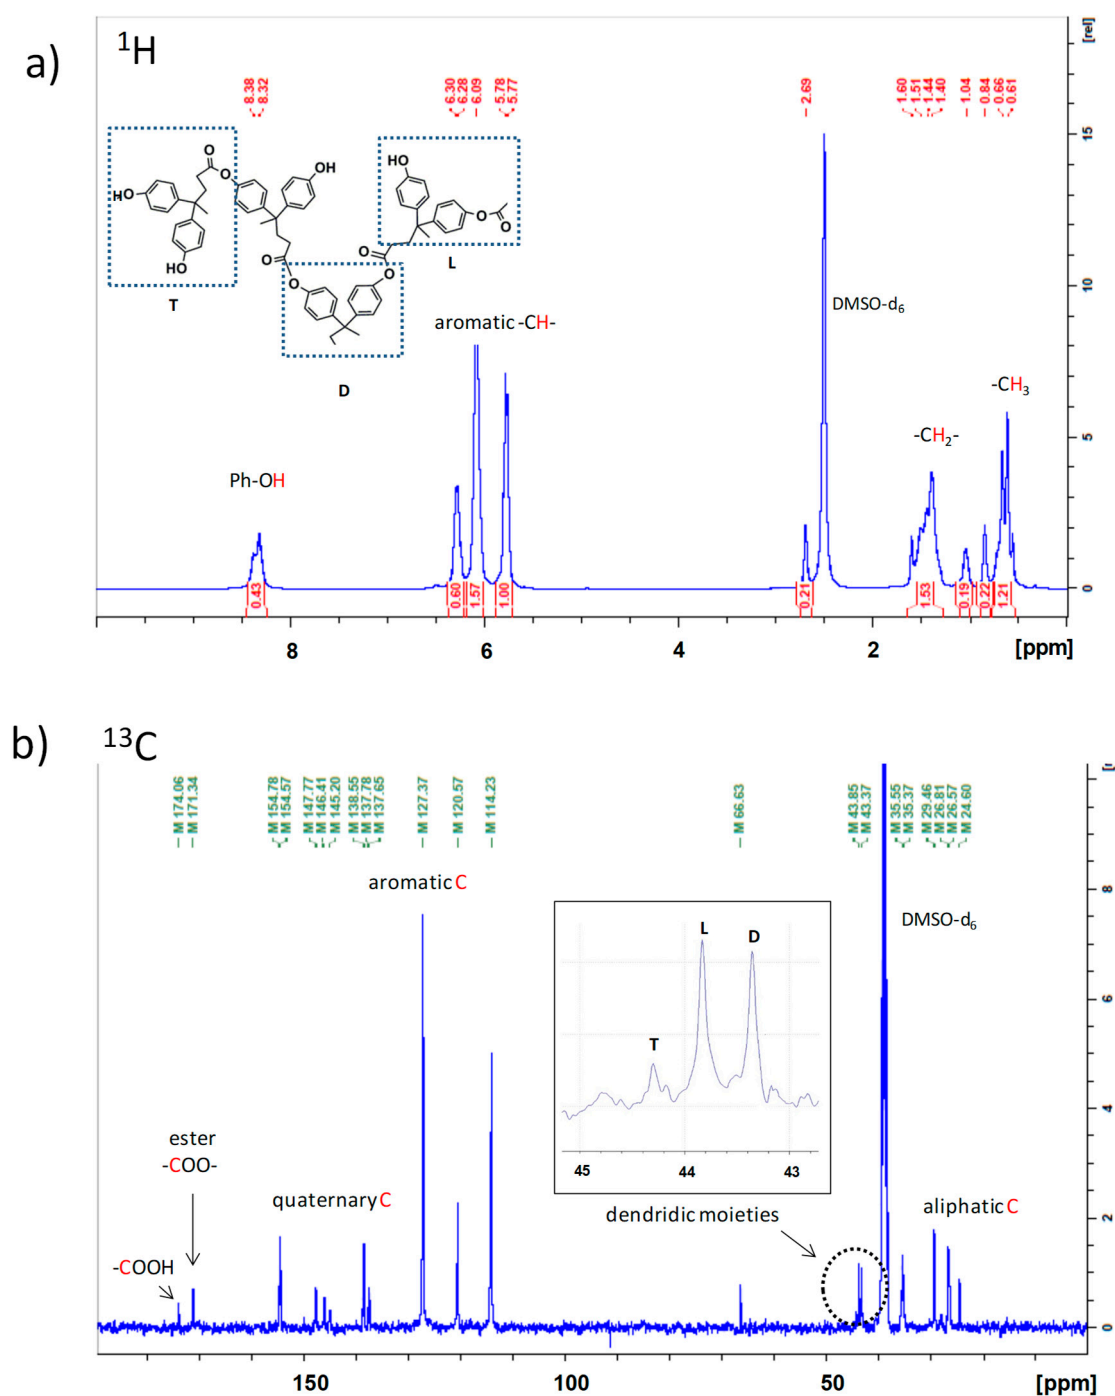 a)
1H
[rel]
8.38
8.32
6.30
6.28
6.09
5.78
5.77
2.69
1.60
1.51
1.44
1.40
1.04
0.84
0.66
0.61
15
10
5
0
HO
HO
O
O
OH
T
O
O
D
HO
O
O
O
O
L
Ph-OH
aromatic -CH-
DMSO-d6
-CH2-
-CH3
0.43
0.60
1.57
1.00
0.21
1.53
0.19
0.22
1.21
8 6 4 2 [ppm]
b)
13C
M 174.06
M 171.34
M 154.78
M 154.57
M 147.77
M 146.41
M 145.20
M 138.55
M 137.78
M 137.65
M 127.37
M 120.57
M 114.23
M 66.63
M 43.85
M 43.37
M 35.55
M 35.37
M 29.46
M 26.81
M 26.57
M 24.60
8
6
4
2
0
aromatic C
DMSO-d6
L
D
T
45 44 43
ester
-COO-
quaternary C
-COOH
dendridic moieties
aliphatic C
150 100 50 [ppm]